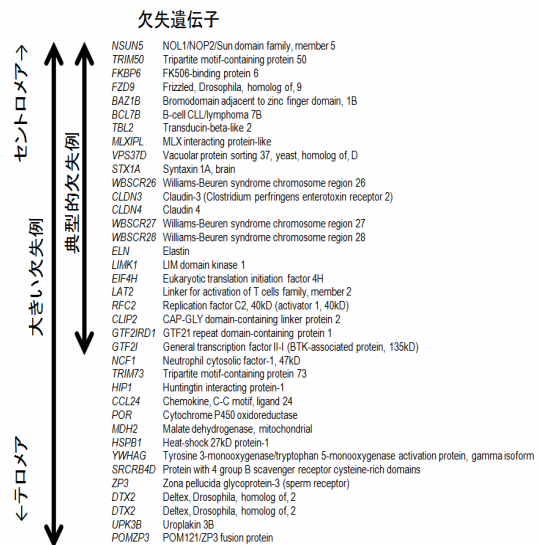 欠失遺伝子
セントロメア→
大きい欠失例
典型的欠失例
←テロメア
NSUN5 NOL1/NOP2/Sun domain family, member 5
TRIM50 Tripartite motif-containing protein 50
FKBP6 FK506-binding protein 6
FZD9 Frizzled, Drosophila, homolog of, 9
BAZ1B Bromodomain adjacent to zinc finger domain, 1B
BCL7B B-cell CLL/lymphoma 7B
TBL2 Transducin-beta-like 2
MLXIPL MLX interacting protein-like
VPS37D Vacuolar protein sorting 37, yeast, homolog of, D
STX1A Syntaxin 1A, brain
WBSCR26 Williams-Beuren syndrome chromosome region 26
CLDN3 Claudin-3 (Clostridium perfringens enterotoxin receptor 2)
CLDN4 Claudin 4
WBSCR27 Williams-Beuren syndrome chromosome region 27
WBSCR28 Williams-Beuren syndrome chromosome region 28
ELN Elastin
LIMK1 LIM domain kinase 1
EIF4H Eukaryotic translation initiation factor 4H
LAT2 Linker for activation of T cells family, member 2
RFC2 Replication factor C2, 40kD (activator 1, 40kD)
CLIP2 CAP-GLY domain-containing linker protein 2
GTF2IRD1 GTF21 repeat domain-containing protein 1
GTF2I General transcription factor II-I (BTK-associated protein, 135kD)
NCF1 Neutrophil cytosolic factor-1, 47kD
TRIM73 Tripartite motif-containing protein 73
HIP1 Huntingtin interacting protein-1
CCL24 Chemokine, C-C motif, ligand 24
POR Cytochrome P450 oxidoreductase
MDH2 Malate dehydrogenase, mitochondrial
HSPB1 Heat-shock 27kD protein-1
YWHAG Tyrosine 3-monooxygenase/tryptophan 5-monooxygenase activation protein, gamma isoform
SRCRB4D Protein with 4 group B scavenger receptor cysteine-rich domains
ZP3 Zona pellucida glycoprotein-3 (sperm receptor)
DTX2 Deltex, Drosophila, homolog of, 2
DTX2 Deltex, Drosophila, homolog of, 2
UPK3B Uroplakin 3B
POMZP3 POM121/ZP3 fusion protein